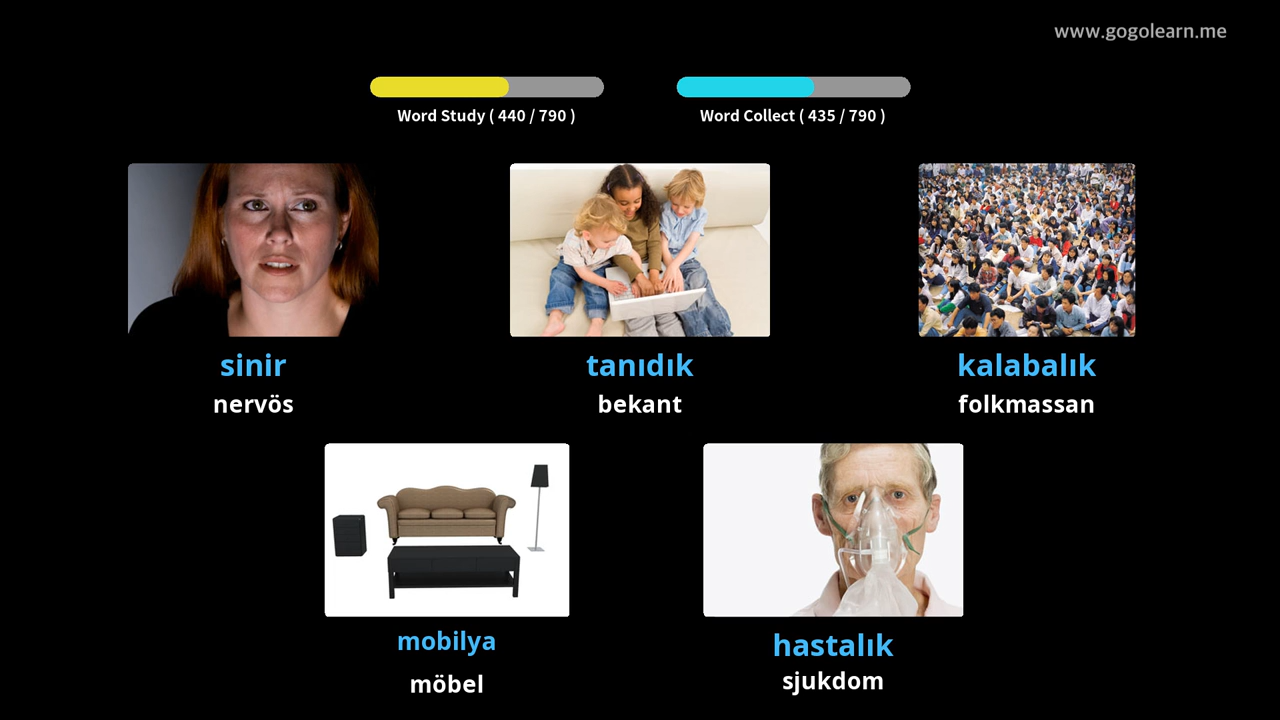 www.gogolearn.me
Word Study ( 440 / 790 )
Word Collect ( 435 / 790 )
sinir
nervös
tanıdık
bekant
kalabalık
folkmassan
mobilya
möbel
hastalık
sjukdom